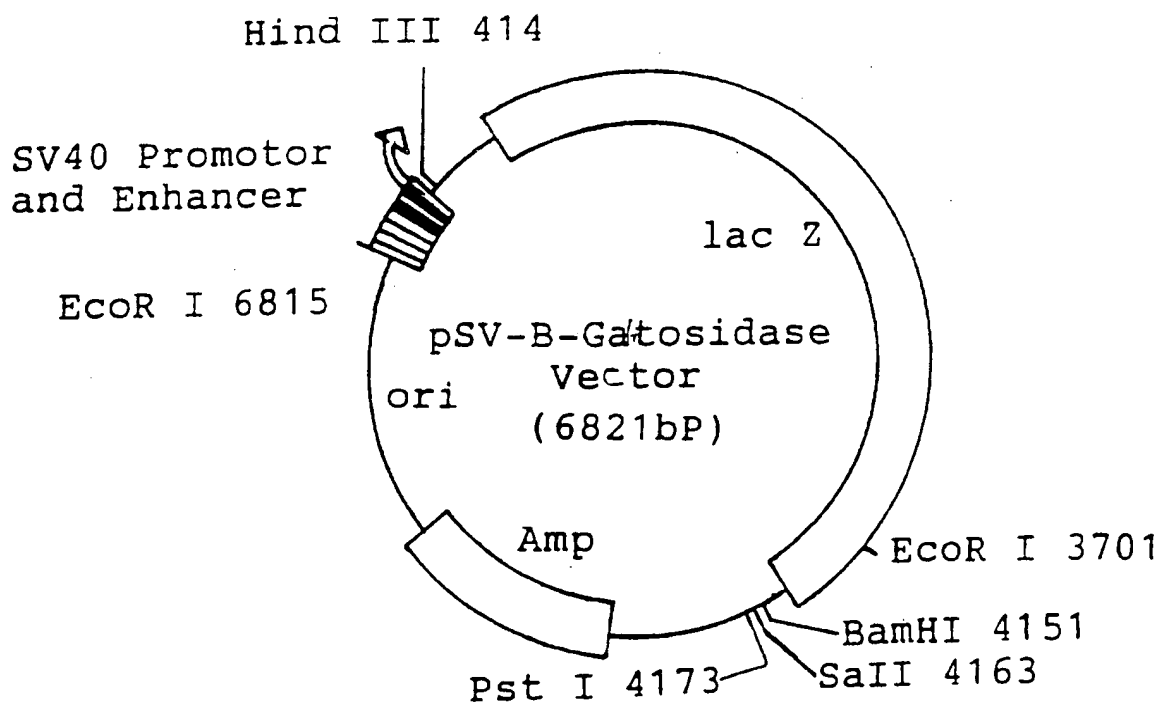 Hind III 414
SV40 Promotor
and Enhancer
lac Z
EcoR I 6815
pSV-B-Gatosidase
Vector
(6821bP)
ori
Amp
EcoR I 3701
BamHI 4151
SaII 4163
Pst I 4173